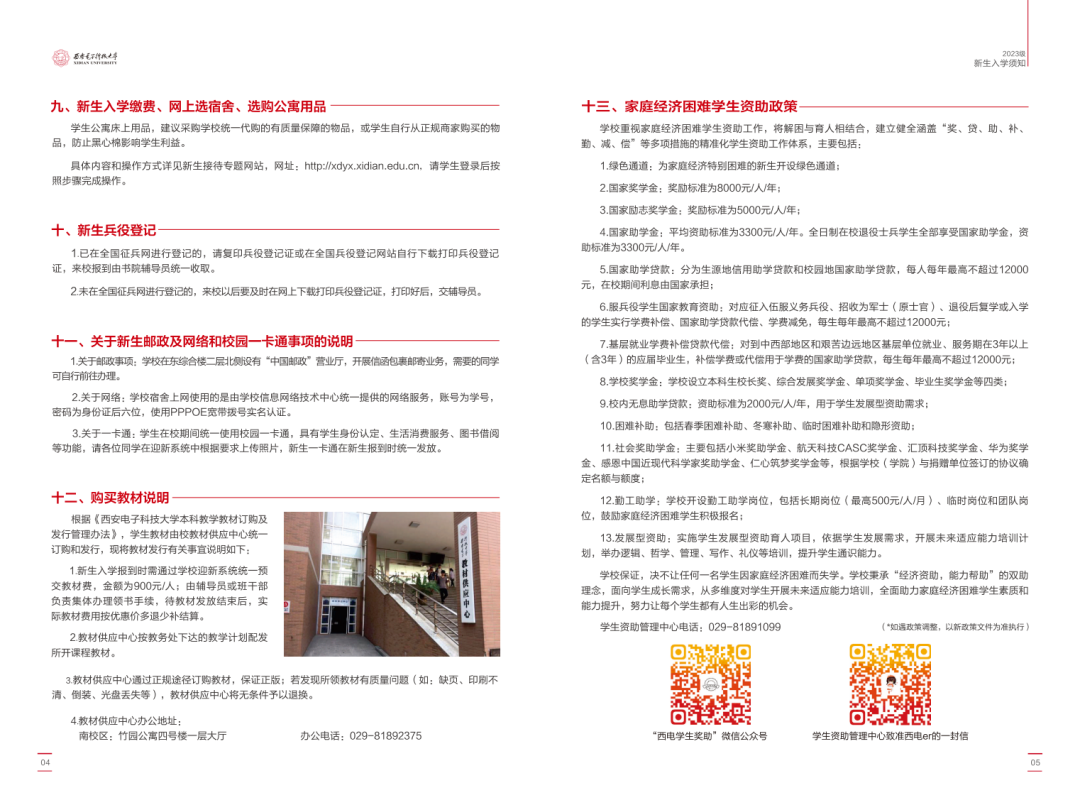 西安电子科技大学
XIDIAN UNIVERSITY
2023级
新生入学须知
九、新生入学缴费、网上选宿舍、选购公寓用品
学生公寓床上用品，建议采购学校统一代购的有质量保障的物品，或学生自行从正规商家购买的物
品，防止黑心棉影响学生利益。
具体内容和操作方式详见新生接待专题网站，网址：http://xdyx.xidian.edu.cn，请学生登录后按
照步骤完成操作。
十、新生兵役登记
1.已在全国征兵网进行登记的，请复印兵役登记证或在全国兵役登记网站自行下载打印兵役登记
证，来校报到由书院辅导员统一收取。
2.未在全国征兵网进行登记的，来校以后要及时在网上下载打印兵役登记证，打印好后，交辅导员。
十一、关于新生邮政及网络和校园一卡通事项的说明
1.关于邮政事项：学校在东综合楼二层北侧设有“中国邮政”营业厅，开展信函包裹邮寄业务，需要的同学
可自行前往办理。
2.关于网络：学校宿舍上网使用的是由学校信息网络技术中心统一提供的网络服务，账号为学号，
密码为身份证后六位，使用PPPOE宽带拨号实名认证。
3.关于一卡通：学生在校期间统一使用校园一卡通，具有学生身份认定、生活消费服务、图书借阅
等功能，请各位同学在迎新系统中根据要求上传照片，新生一卡通在新生报到时统一发放。
十二、购买教材说明
根据《西安电子科技大学本科教学教材订购及
发行管理办法》，学生教材由校教材供应中心统一
订购和发行，现将教材发行有关事宜说明如下：
1.新生入学报到时需通过学校迎新系统统一预
交教材费，金额为900元/人；由辅导员或班干部
负责集体办理领书手续，待教材发放结束后，实
际教材费用按优惠价多退少补结算。
2.教材供应中心按教务处下达的教学计划配发
所开课程教材。
教材供应中心
3.教材供应中心通过正规途径订购教材，保证正版；若发现所领教材有质量问题（如：缺页、印刷不
清、倒装、光盘丢失等），教材供应中心将无条件予以退换。
4.教材供应中心办公地址：
南校区：竹园公寓四号楼一层大厅 办公电话：029-81892375
04
十三、家庭经济困难学生资助政策
学校重视家庭经济困难学生资助工作，将解困与育人相结合，建立健全涵盖“奖、贷、助、补、
勤、减、偿”等多项措施的精准化学生资助工作体系，主要包括：
1.绿色通道：为家庭经济特别困难的新生开设绿色通道；
2.国家奖学金：奖励标准为8000元/人/年；
3.国家励志奖学金：奖励标准为5000元/人/年；
4.国家助学金：平均资助标准为3300元/人/年。全日制在校退役士兵学生全部享受国家助学金，资
助标准为3300元/人/年。
5.国家助学贷款：分为生源地信用助学贷款和校园地国家助学贷款，每人每年最高不超过12000
元，在校期间利息由国家承担；
6.服兵役学生国家教育资助：对应征入伍服义务兵役、招收为军士（原士官）、退役后复学或入学
的学生实行学费补偿、国家助学贷款代偿、学费减免，每生每年最高不超过12000元；
7.基层就业学费补偿贷款代偿：对到中西部地区和艰苦边远地区基层单位就业、服务期在3年以上
（含3年）的应届毕业生，补偿学费或代偿用于学费的国家助学贷款，每生每年最高不超过12000元；
8.学校奖学金：学校设立本科生校长奖、综合发展奖学金、单项奖学金、毕业生奖学金等四类；
9.校内无息助学贷款：资助标准为2000元/人/年，用于学生发展型资助需求；
10.困难补助：包括春季困难补助、冬寒补助、临时困难补助和隐形资助；
11.社会奖助学金：主要包括小米奖助学金、航天科技CASC奖学金、汇顶科技奖学金、华为奖学
金、感恩中国近现代科学家奖助学金、仁心筑梦奖学金等，根据学校（学院）与捐赠单位签订的协议确
定名额与额度；
12.勤工助学：学校开设勤工助学岗位，包括长期岗位（最高500元/人/月）、临时岗位和团队岗
位，鼓励家庭经济困难学生积极报名；
13.发展型资助：实施学生发展型资助育人项目，依据学生发展需求，开展未来适应能力培训计
划，举办逻辑、哲学、管理、写作、礼仪等培训，提升学生通识能力。
学校保证，决不让任何一名学生因家庭经济困难而失学。学校秉承“经济资助，能力帮助”的双助
理念，面向学生成长需求，从多维度对学生开展未来适应能力培训，全面助力家庭经济困难学生素质和
能力提升，努力让每个学生都有人生出彩的机会。
学生资助管理中心电话：029-81891099 （*如遇政策调整，以新政策文件为准执行）
“西电学生奖助”微信公众号 学生资助管理中心致准西电er的一封信
05